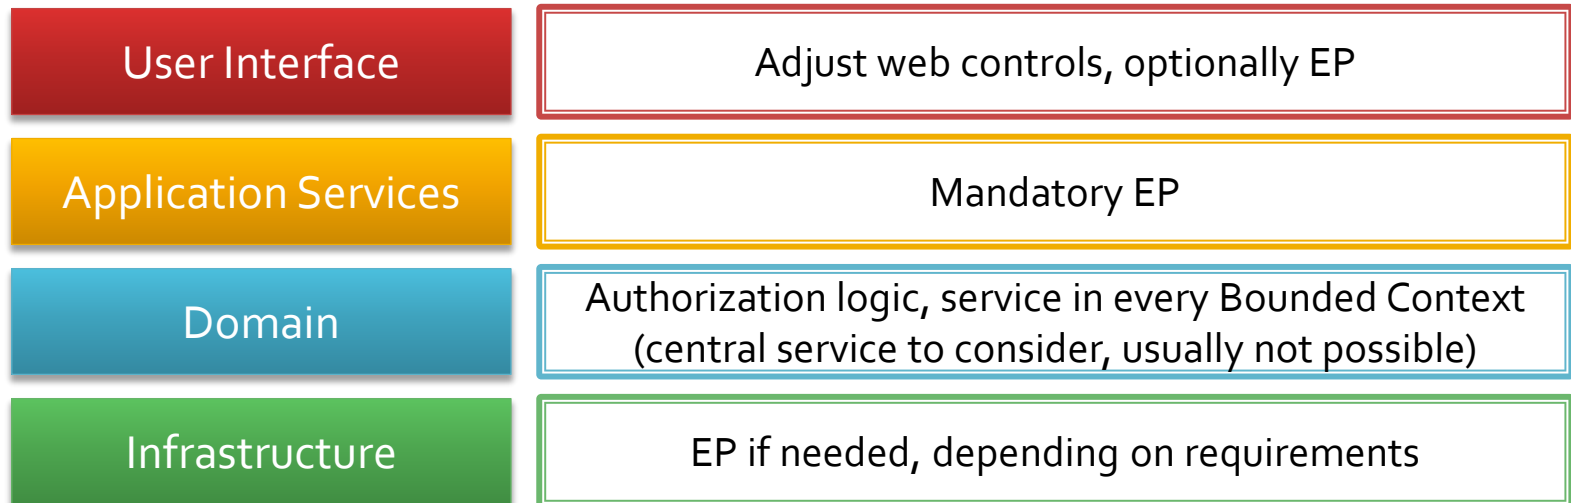 User Interface
Adjust web controls, optionally EP
Application Services
Mandatory EP
Domain
Authorization logic, service in every Bounded Context
(central service to consider, usually not possible)
Infrastructure
EP if needed, depending on requirements